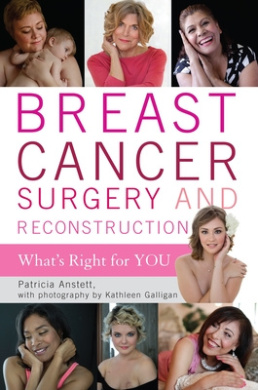 BREAST
CANCER
SURGERY AND
RECONSTRUCTION
What's Right for YOU
Patricia Anstett,
with photography by Kathleen Galligan